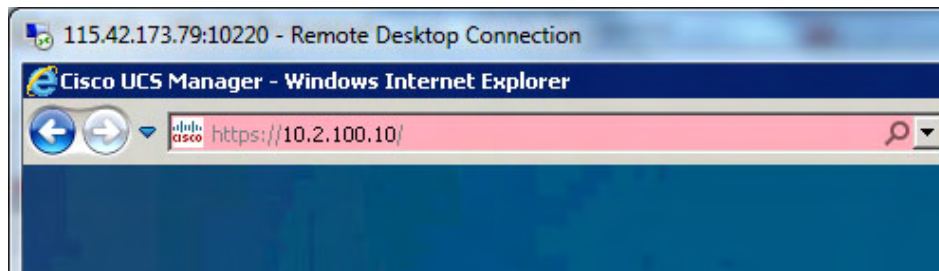 115.42.173.79:10220 - Remote Desktop Connection
Cisco UCS Manager - Windows Internet Explorer
cisco https://10.2.100.10/